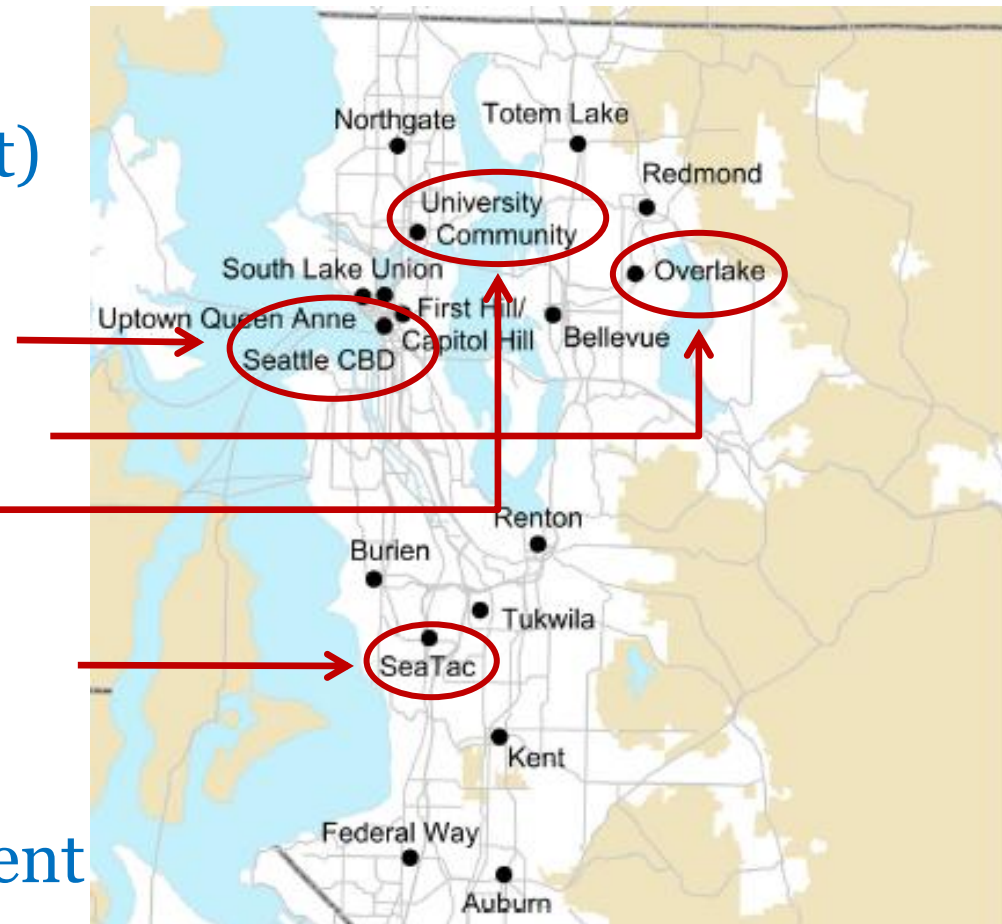 t)
Northgate
Totem Lake
Redmond
University
Community
South Lake Union
Overlake
Uptown Queen Anne
First Hill/
Capitol Hill
Bellevue
Seattle CBD
Renton
Burien
Tukwila
SeaTac
Kent
Federal Way
ent
Auburn